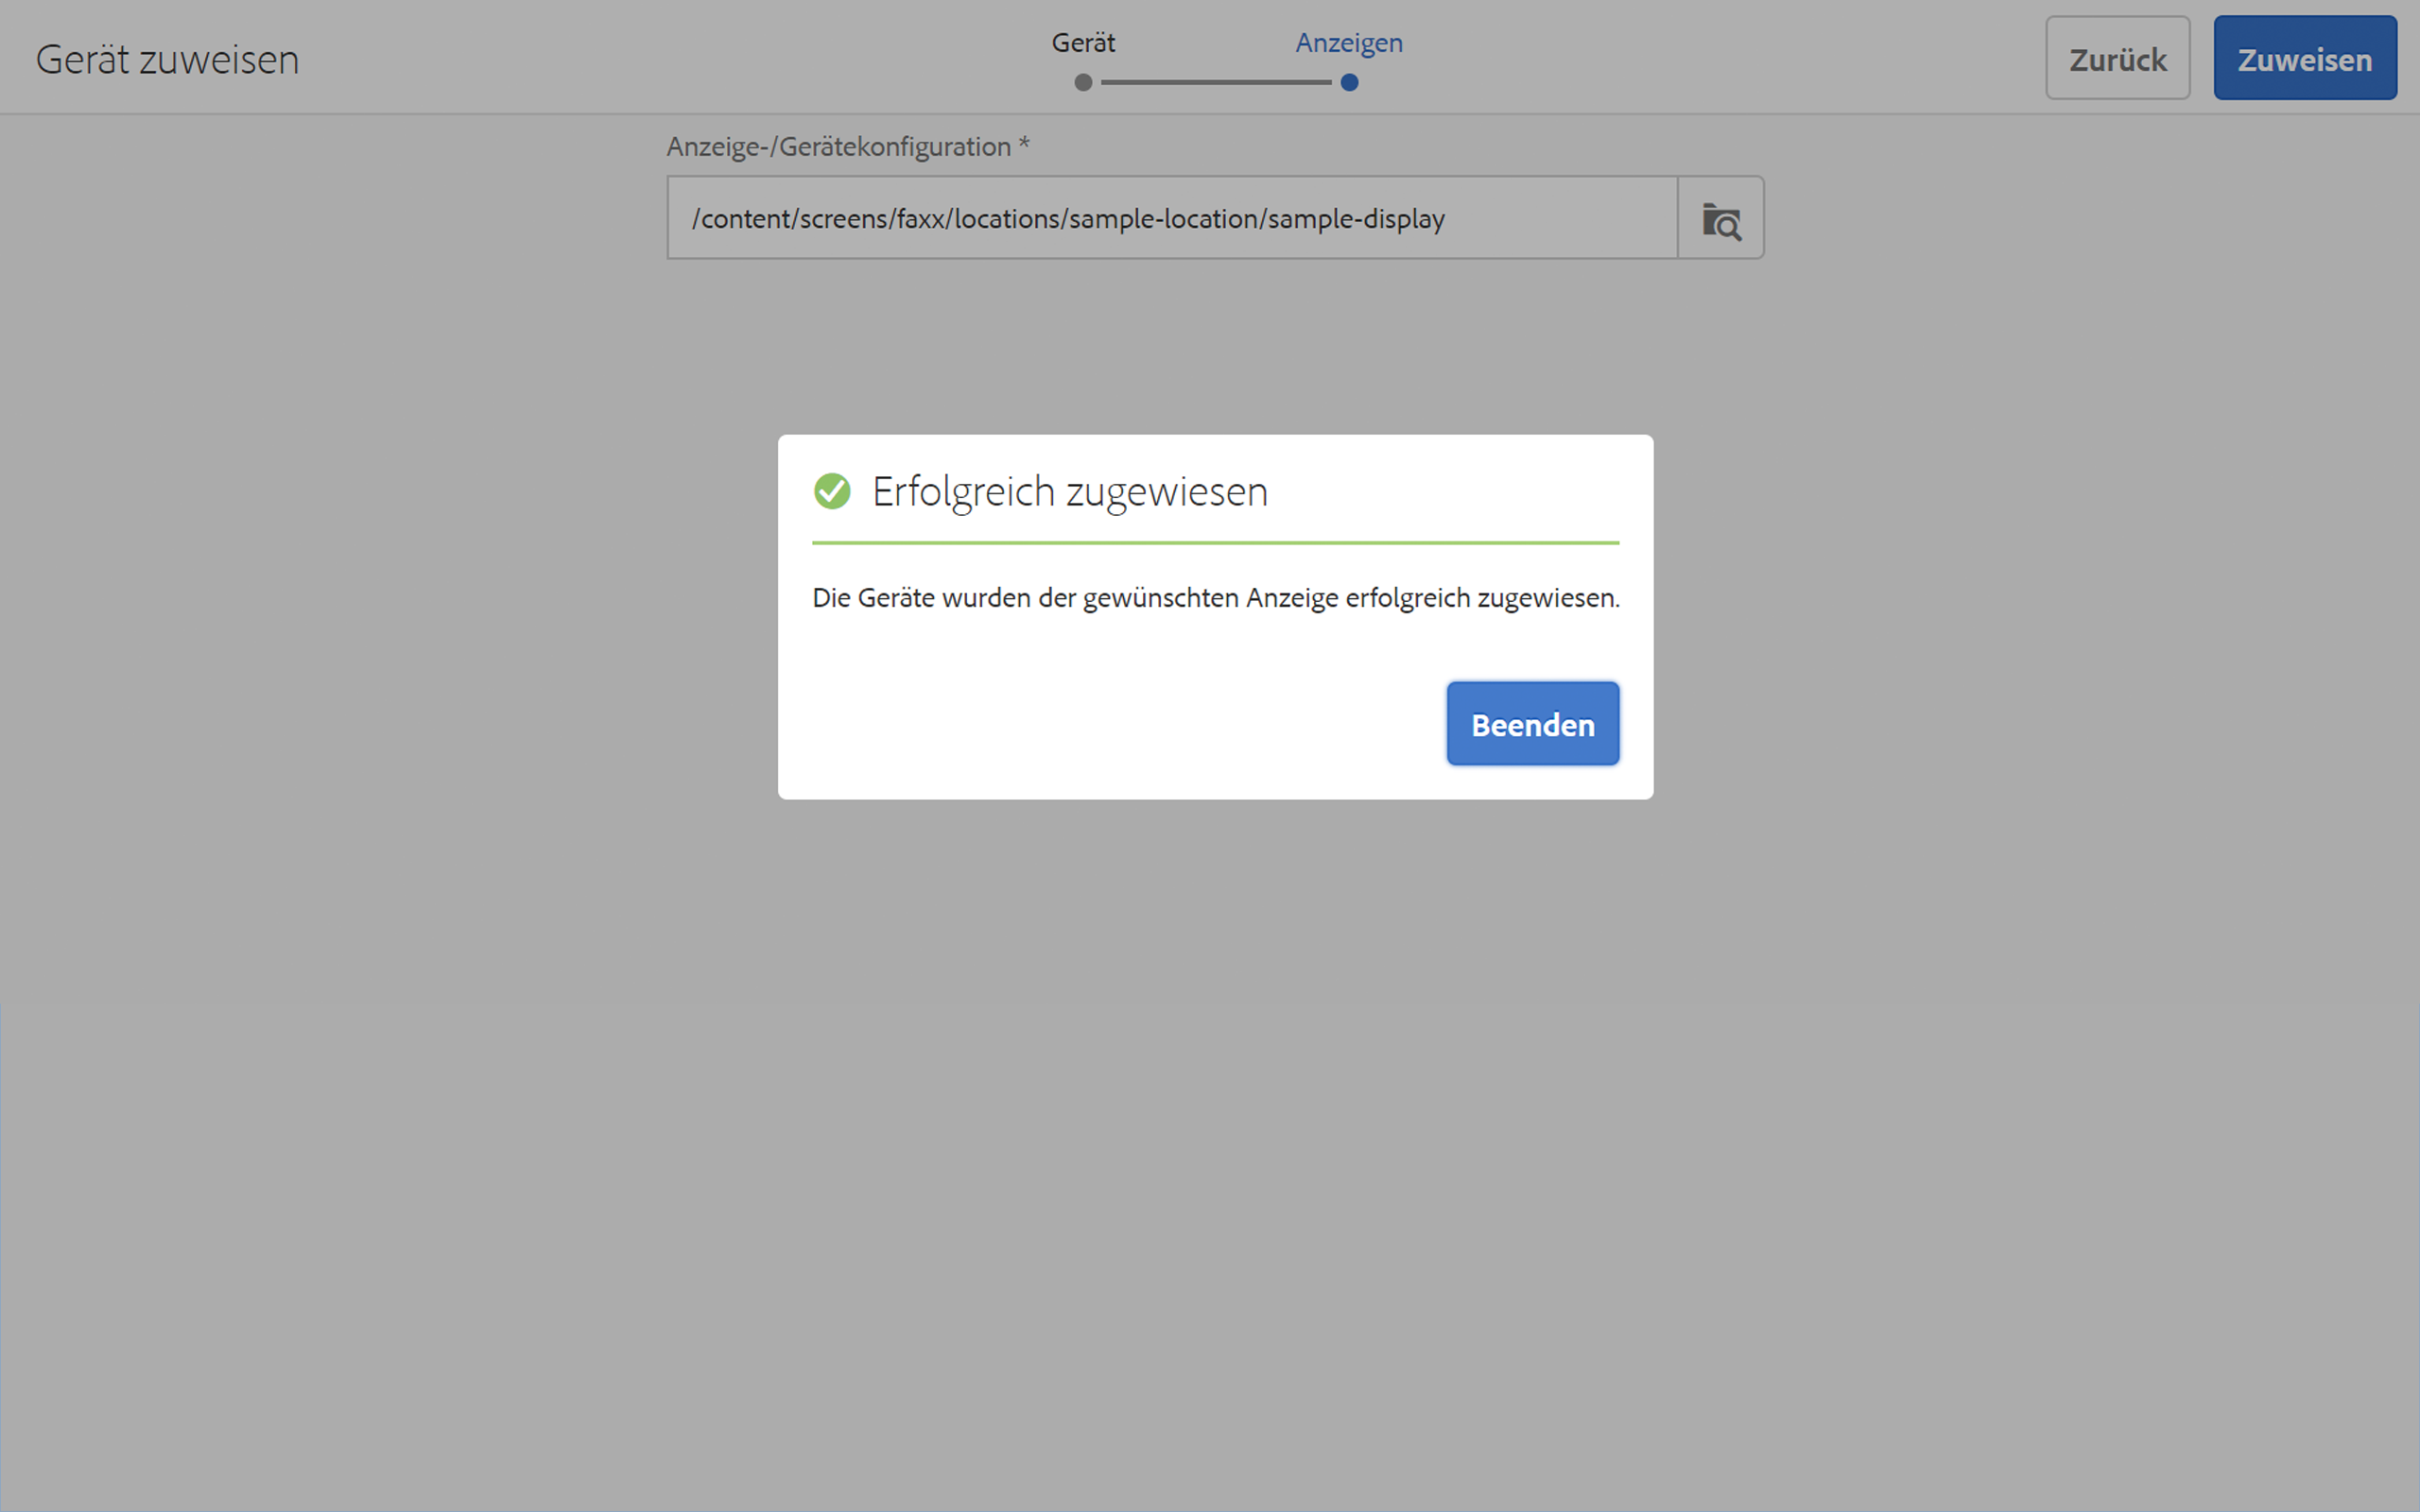 Gerät zuweisen
Gerät
Anzeigen
Zurück
Zuweisen
Anzeige-/Gerätekonfiguration *
/content/screens/faxx/locations/sample-location/sample-display
Erfolgreich zugewiesen
Die Geräte wurden der gewünschten Anzeige erfolgreich zugewiesen.
Beenden